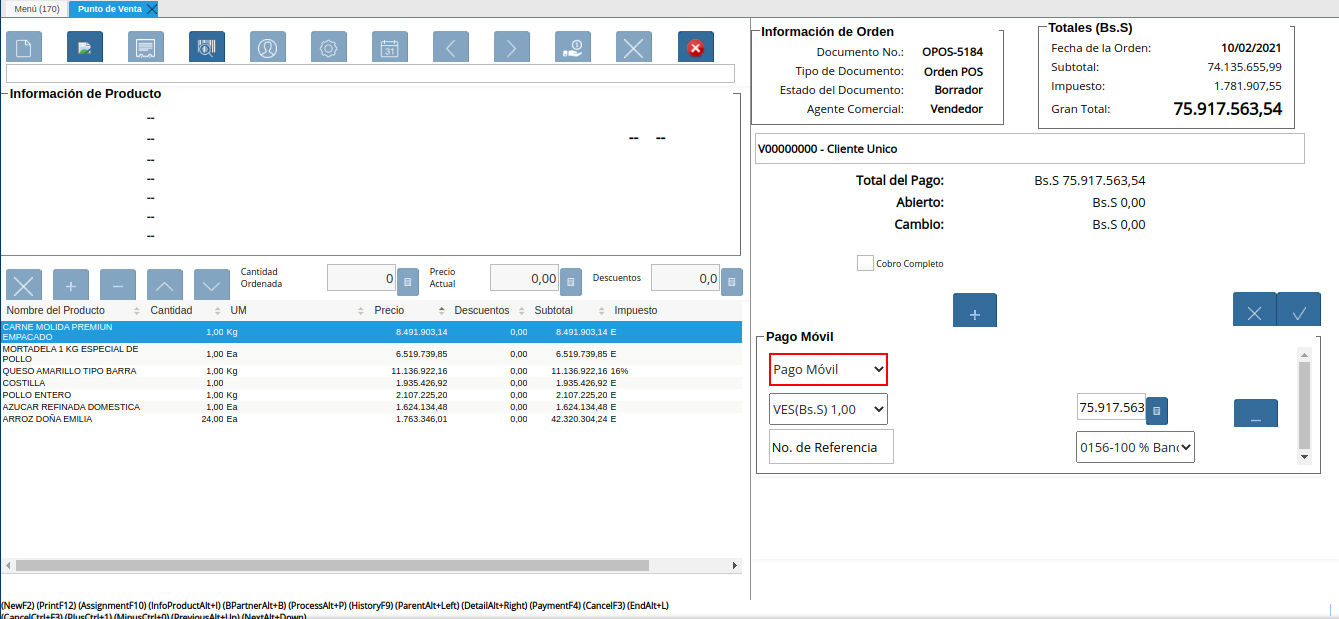 Menú (170)
Punto de Venta
31
Información de Producto
--
--
-- --
--
--
--
--
--
Cantidad
Ordenada
0
Precio
Actual
0,00
Descuentos
0,0
Nombre del Producto Cantidad UM Precio Descuentos Subtotal Impuesto
CARNE MOLIDA PREMIUN
EMPACADO
1,00 Kg 8.491.903,14 0,00 8.491.903,14 E
MORTADELA 1 KG ESPECIAL DE
POLLO
1,00 Ea 6.519.739,85 0,00 6.519.739,85 E
QUESO AMARILLO TIPO BARRA 1,00 Kg 11.136.922,16 0,00 11.136.922,16 16%
COSTILLA 1,00 1.935.426,92 0,00 1.935.426,92 E
POLLO ENTERO 1,00 Kg 2.107.225,20 0,00 2.107.225,20 E
AZUCAR REFINADA DOMESTICA 1,00 Ea 1.624.134,48 0,00 1.624.134,48 E
ARROZ DOÑA EMILIA 24,00 Ea 1.763.346,01 0,00 42.320.304,24 E
(NewF2) (PrintF12) (AssignmentF10) (InfoProductAlt+I) (BPartnerAlt+B) (ProcessAlt+P) (HistoryF9) (ParentAlt+Left) (DetailAlt+Right) (PaymentF4) (CancelF3) (EndAlt+L)
(CancelCtrl+F3) (PlusCtrl+1) (MinusCtrl+0) (PreviousAlt+Up) (NextAlt+Down)
Información de Orden
Documento No.: OPOS-5184
Tipo de Documento: Orden POS
Estado del Documento: Borrador
Agente Comercial: Vendedor
Totales (Bs.S)
Fecha de la Orden: 10/02/2021
Subtotal: 74.135.655,99
Impuesto: 1.781.907,55
Gran Total: 75.917.563,54
V00000000 - Cliente Unico
Total del Pago: Bs.S 75.917.563,54
Abierto: Bs.S 0,00
Cambio: Bs.S 0,00
Cobro Completo
Pago Móvil
Pago Móvil
VES(Bs.S) 1,00
75.917.563
No. de Referencia
0156-100 % Banc